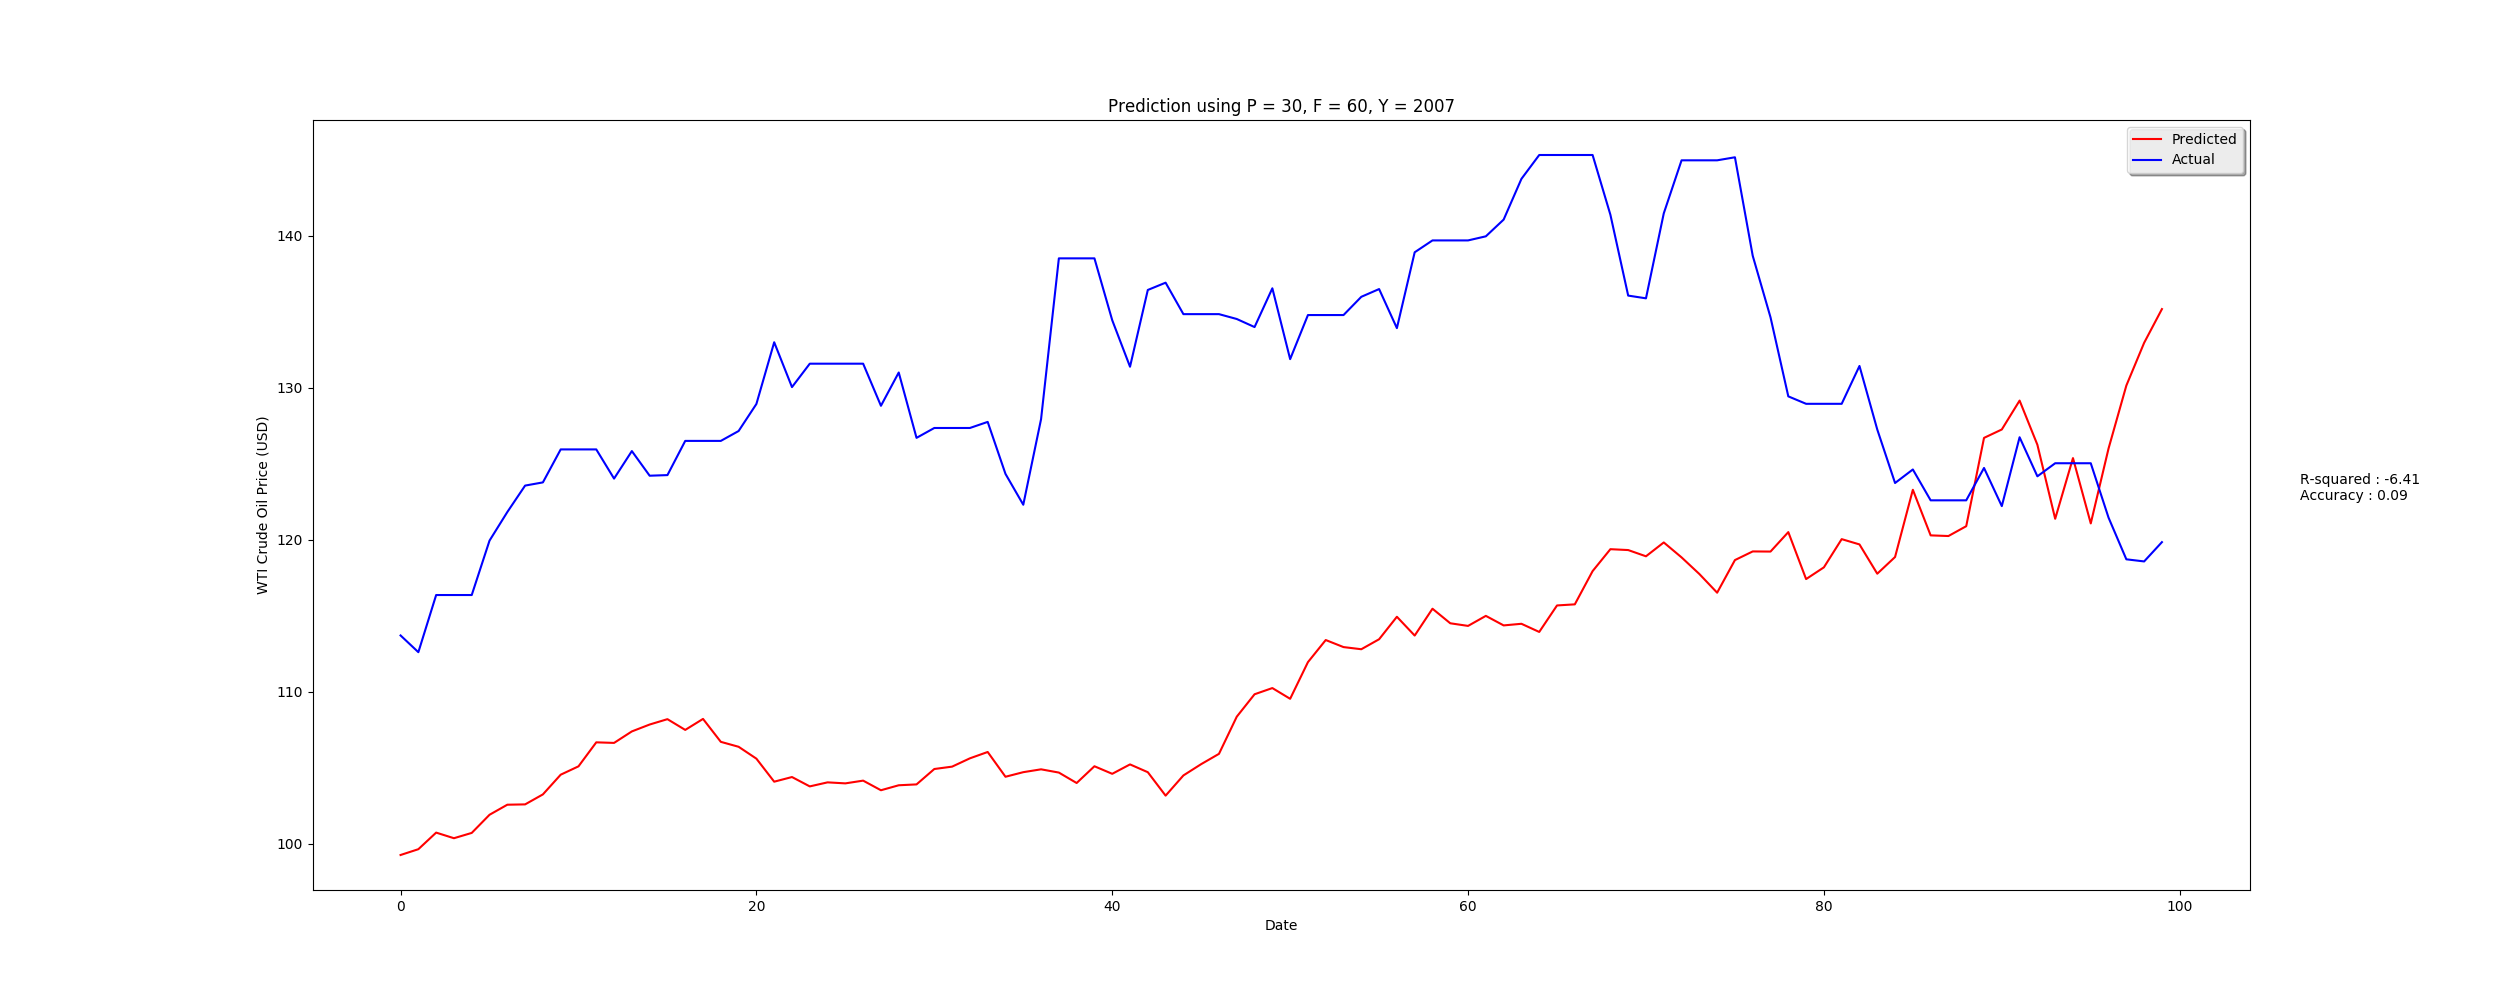 Prediction using P = 30, F = 60, Y = 2007
Predicted
Actual
140
130
120
110
100
WTI Crude Oil Price (USD)
R-squared : -6.41
Accuracy : 0.09
0 20 40 60 80 100
Date